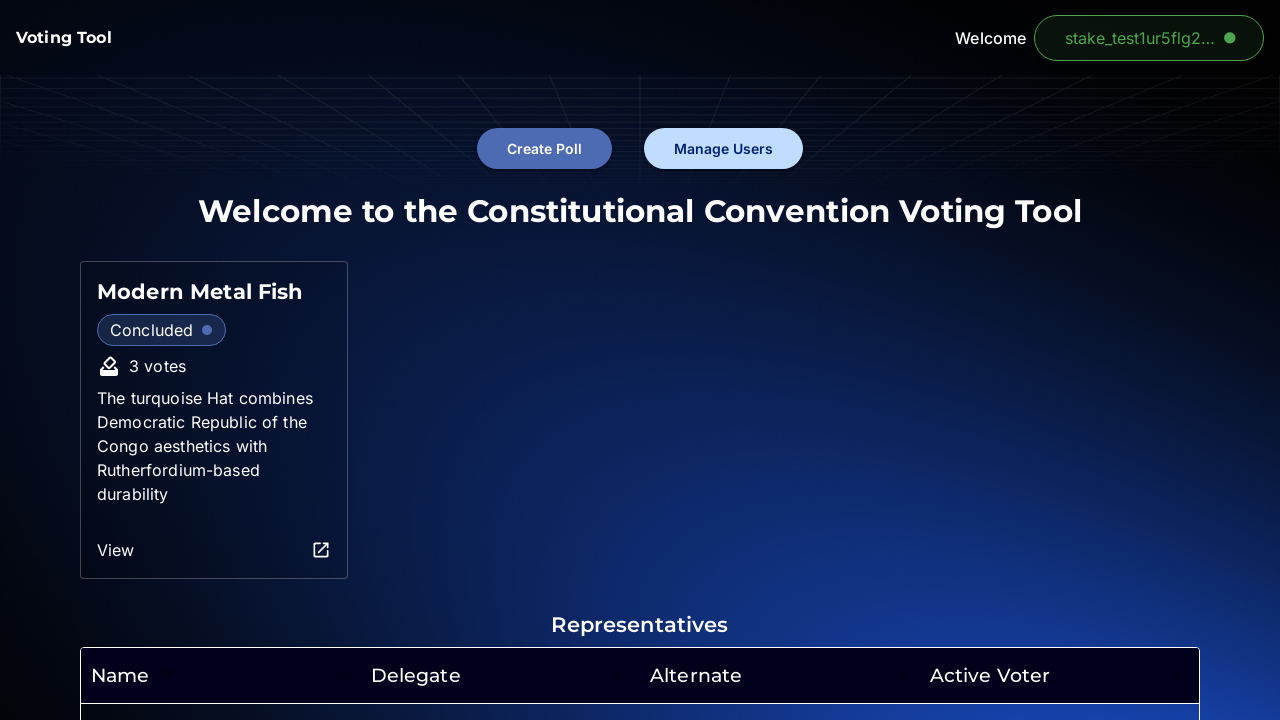 Voting Tool
Welcome
stake_test1ur5flg2...
Create Poll
Manage Users
Welcome to the Constitutional Convention Voting Tool
Modern Metal Fish
Concluded
3 votes
The turquoise Hat combines
Democratic Republic of the
Congo aesthetics with
Rutherfordium-based
durability
View
Representatives
Name Delegate Alternate Active Voter